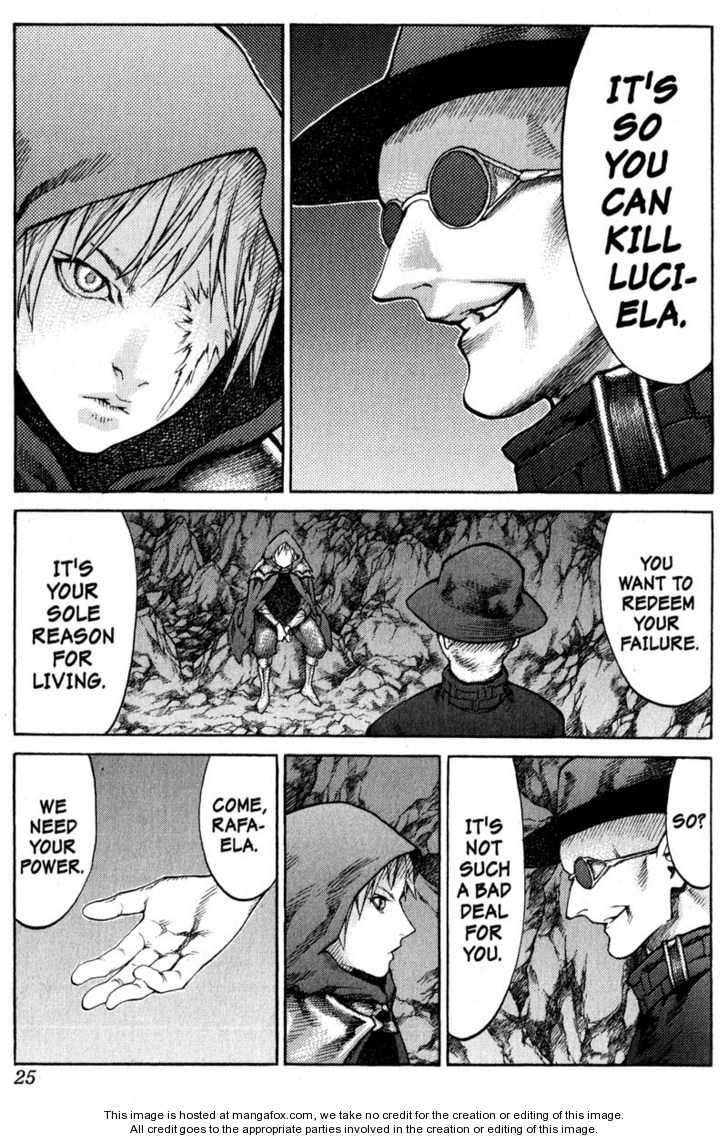 IT'S
SO
YOU
CAN
KILL
LUCI-
ELA.
YOU
WANT TO
REDEEM
YOUR
FAILURE.
IT'S
YOUR
SOLE
REASON
FOR
LIVING.
SO?
IT'S
NOT
SUCH
A BAD
DEAL
FOR
YOU.
COME,
RAFA-
ELA.
WE
NEED
YOUR
POWER.
25
This image is hosted at mangafox.com, we take no credit for the creation or editing of this image.
All credit goes to the appropriate parties involved in the creation or editing of this image.